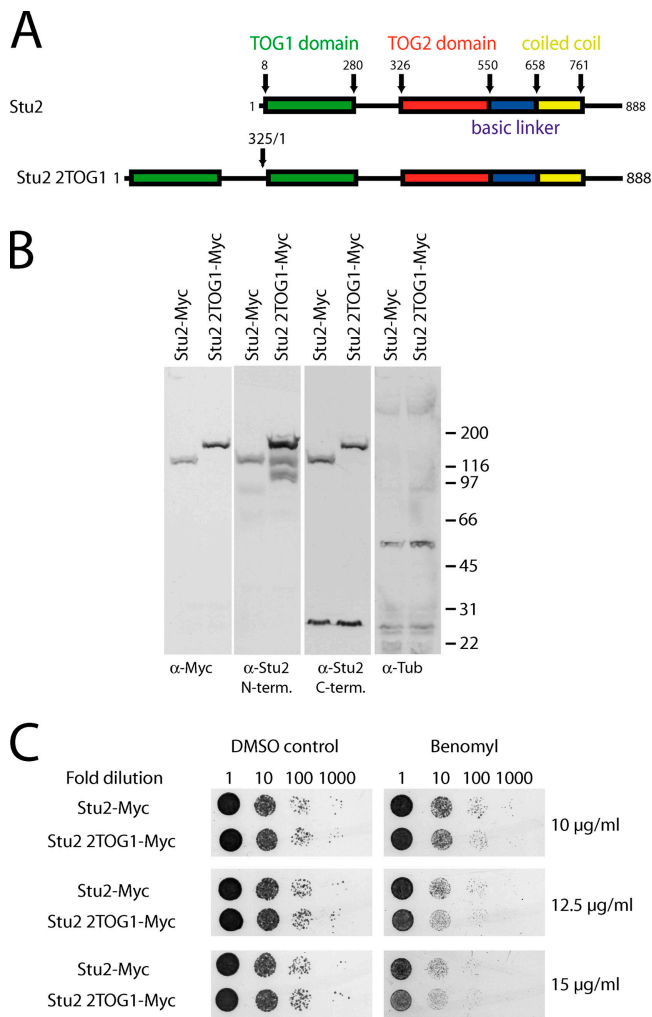 A
TOG1 domain TOG2 domain coiled coil
8 280 326 550 658 761
Stu2 1 888
basic linker
325/1
Stu2 2TOG1 1 888
B
Stu2-Myc Stu2 2TOG1-Myc Stu2-Myc Stu2 2TOG1-Myc Stu2-Myc Stu2 2TOG1-Myc Stu2-Myc Stu2 2TOG1-Myc
200
116
97
66
45
31
22
α-Myc α-Stu2 α-Stu2 α-Tub
N-term. C-term.
C
DMSO control Benomyl
Fold dilution 1 10 100 1000 1 10 100 1000
Stu2-Myc
10 µg/ml
Stu2 2TOG1-Myc
Stu2-Myc
12.5 µg/ml
Stu2 2TOG1-Myc
Stu2-Myc
15 µg/ml
Stu2 2TOG1-Myc